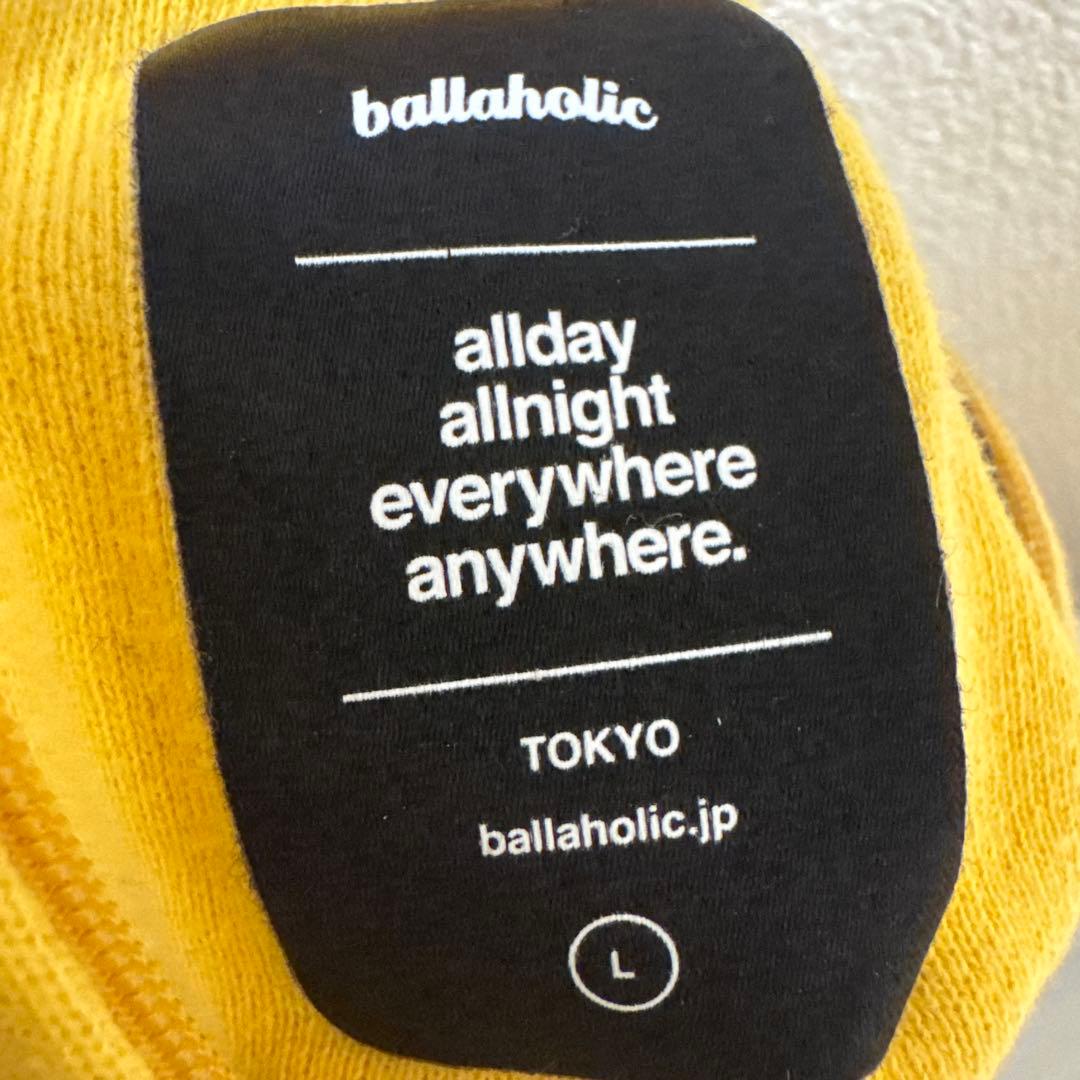 ballaholic
allday
allnight
everywhere
anywhere.
TOKYO
ballaholic.jp
L